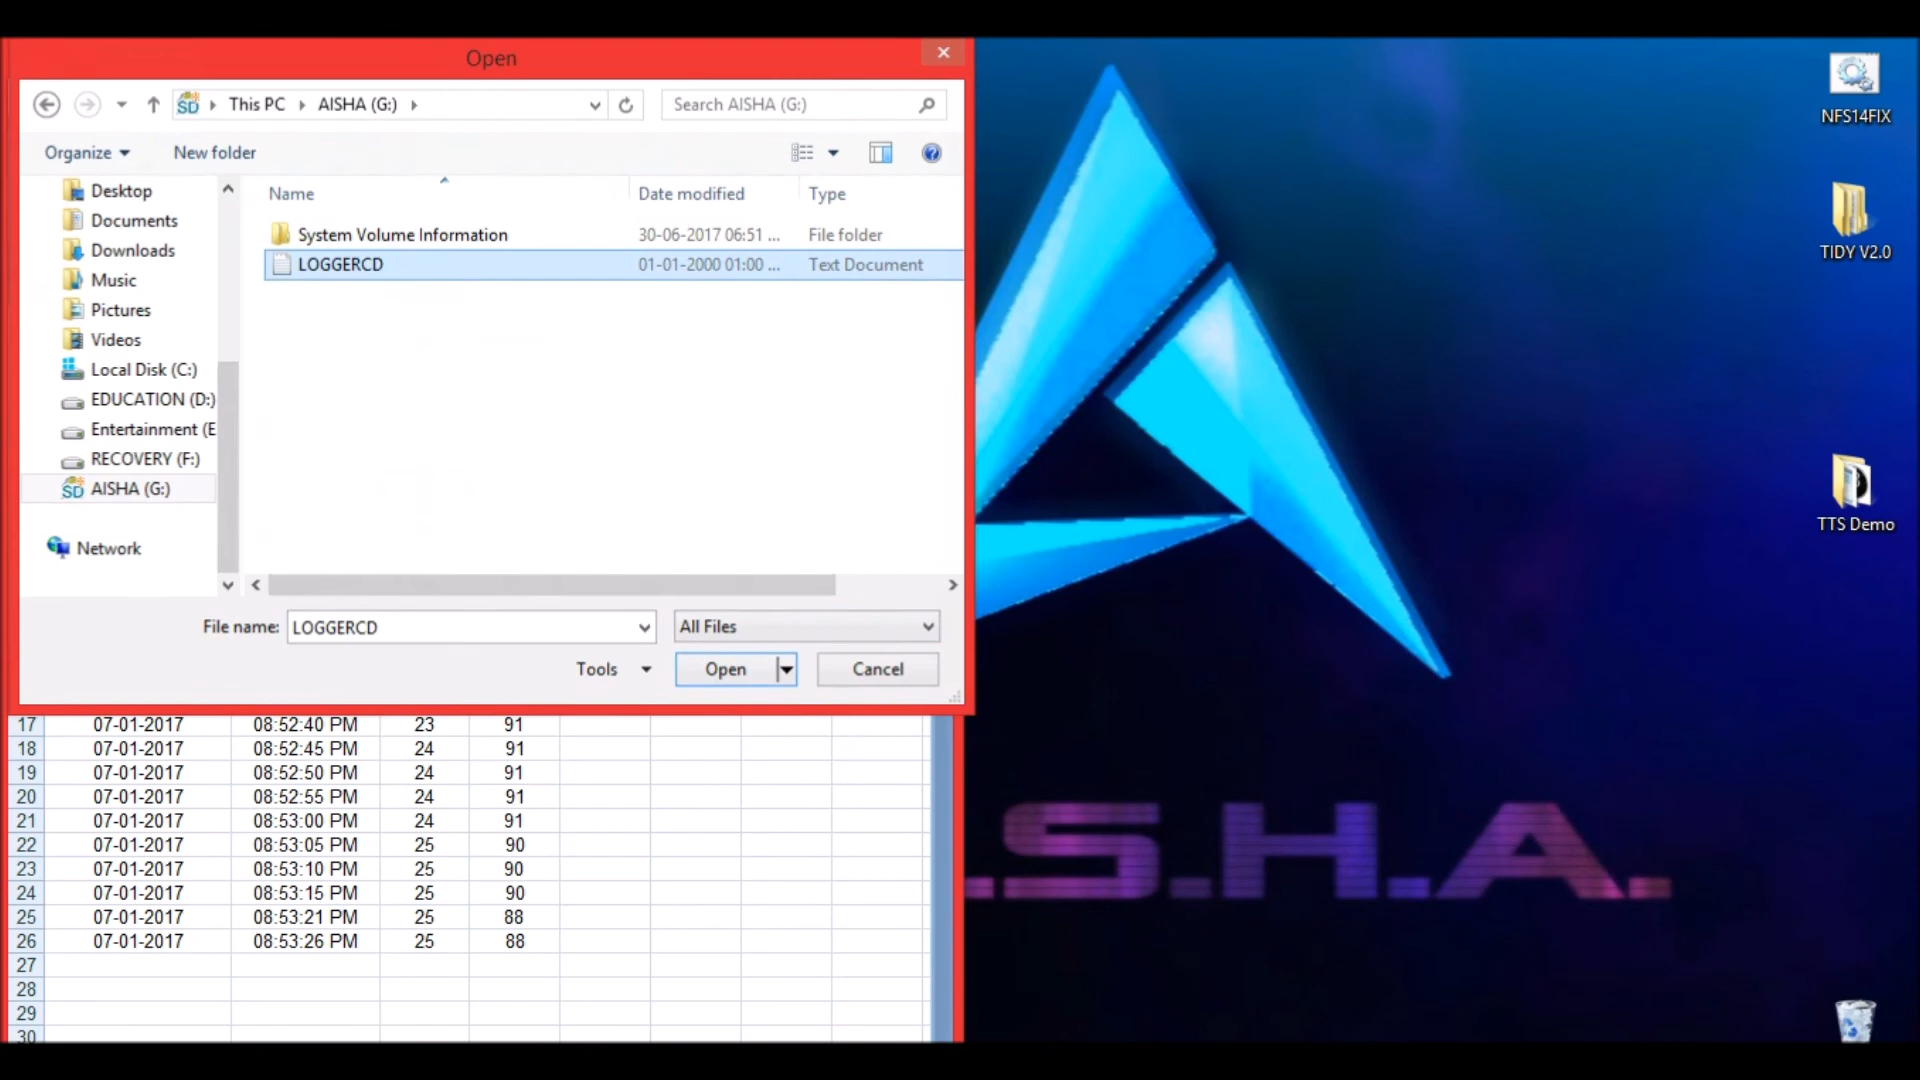 Open
This PC AISHA (G:)
Search AISHA (G:)
Organize
New folder
Name Date modified Type
System Volume Information 30-06-2017 06:51 ... File folder
LOGGERCD 01-01-2000 01:00 ... Text Document
Desktop
Documents
Downloads
Music
Pictures
Videos
Local Disk (C:)
EDUCATION (D:)
Entertainment (E
RECOVERY (F:)
SD AISHA (G:)
Network
File name: LOGGERCD
All Files
Tools
Open
Cancel
17 07-01-2017 08:52:40 PM 23 91
18 07-01-2017 08:52:45 PM 24 91
19 07-01-2017 08:52:50 PM 24 91
20 07-01-2017 08:52:55 PM 24 91
21 07-01-2017 08:53:00 PM 24 91
22 07-01-2017 08:53:05 PM 25 90
23 07-01-2017 08:53:10 PM 25 90
24 07-01-2017 08:53:15 PM 25 90
25 07-01-2017 08:53:21 PM 25 88
26 07-01-2017 08:53:26 PM 25 88
27
28
29
30
NFS14FIX
TIDY V2.0
TTS Demo
.S.H.A.